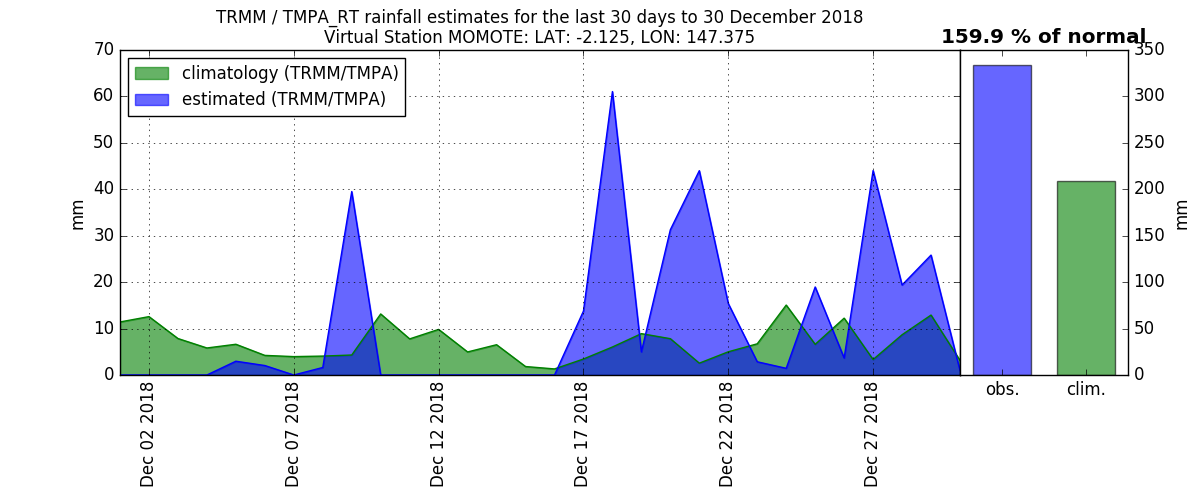 TRMM / TMPA_RT rainfall estimates for the last 30 days to 30 December 2018
Virtual Station MOMOTE: LAT: -2.125, LON: 147.375
159.9 % of normal
climatology (TRMM/TMPA)
estimated (TRMM/TMPA)
70
60
50
40
30
20
10
0
mm
Dec 02 2018
Dec 07 2018
Dec 12 2018
Dec 17 2018
Dec 22 2018
Dec 27 2018
obs.
clim.
350
300
250
200
150
100
50
0
mm